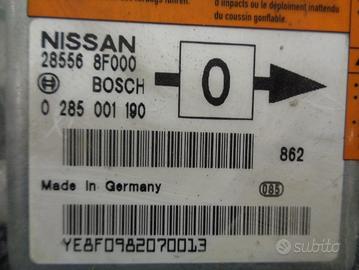 0 impacts ou le déploiement inattendu
du coussin gonflable.
NISSAN
28556 8F000
BOSCH
0
0 285 001 190
862
Made in Germany
085
YE8F0982070013
subito